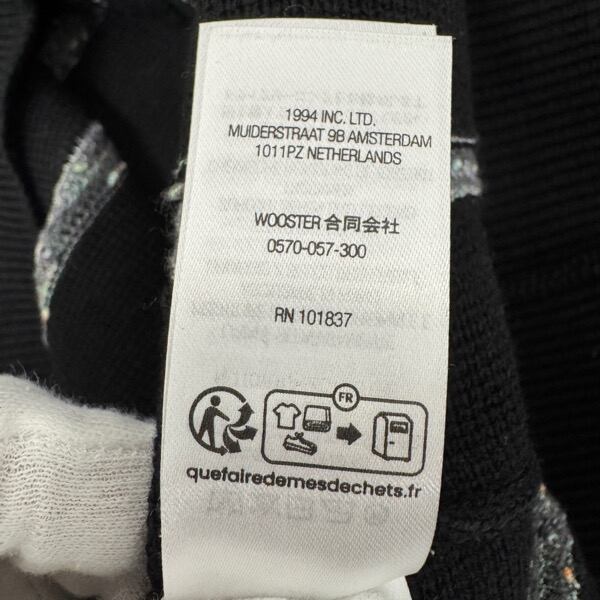 1994 INC. LTD.
MUIDERSTRAAT 9B AMSTERDAM
1011PZ NETHERLANDS
WOOSTER 合同会社
0570-057-300
RN 101837
FR
quefairedemesdechets.fr